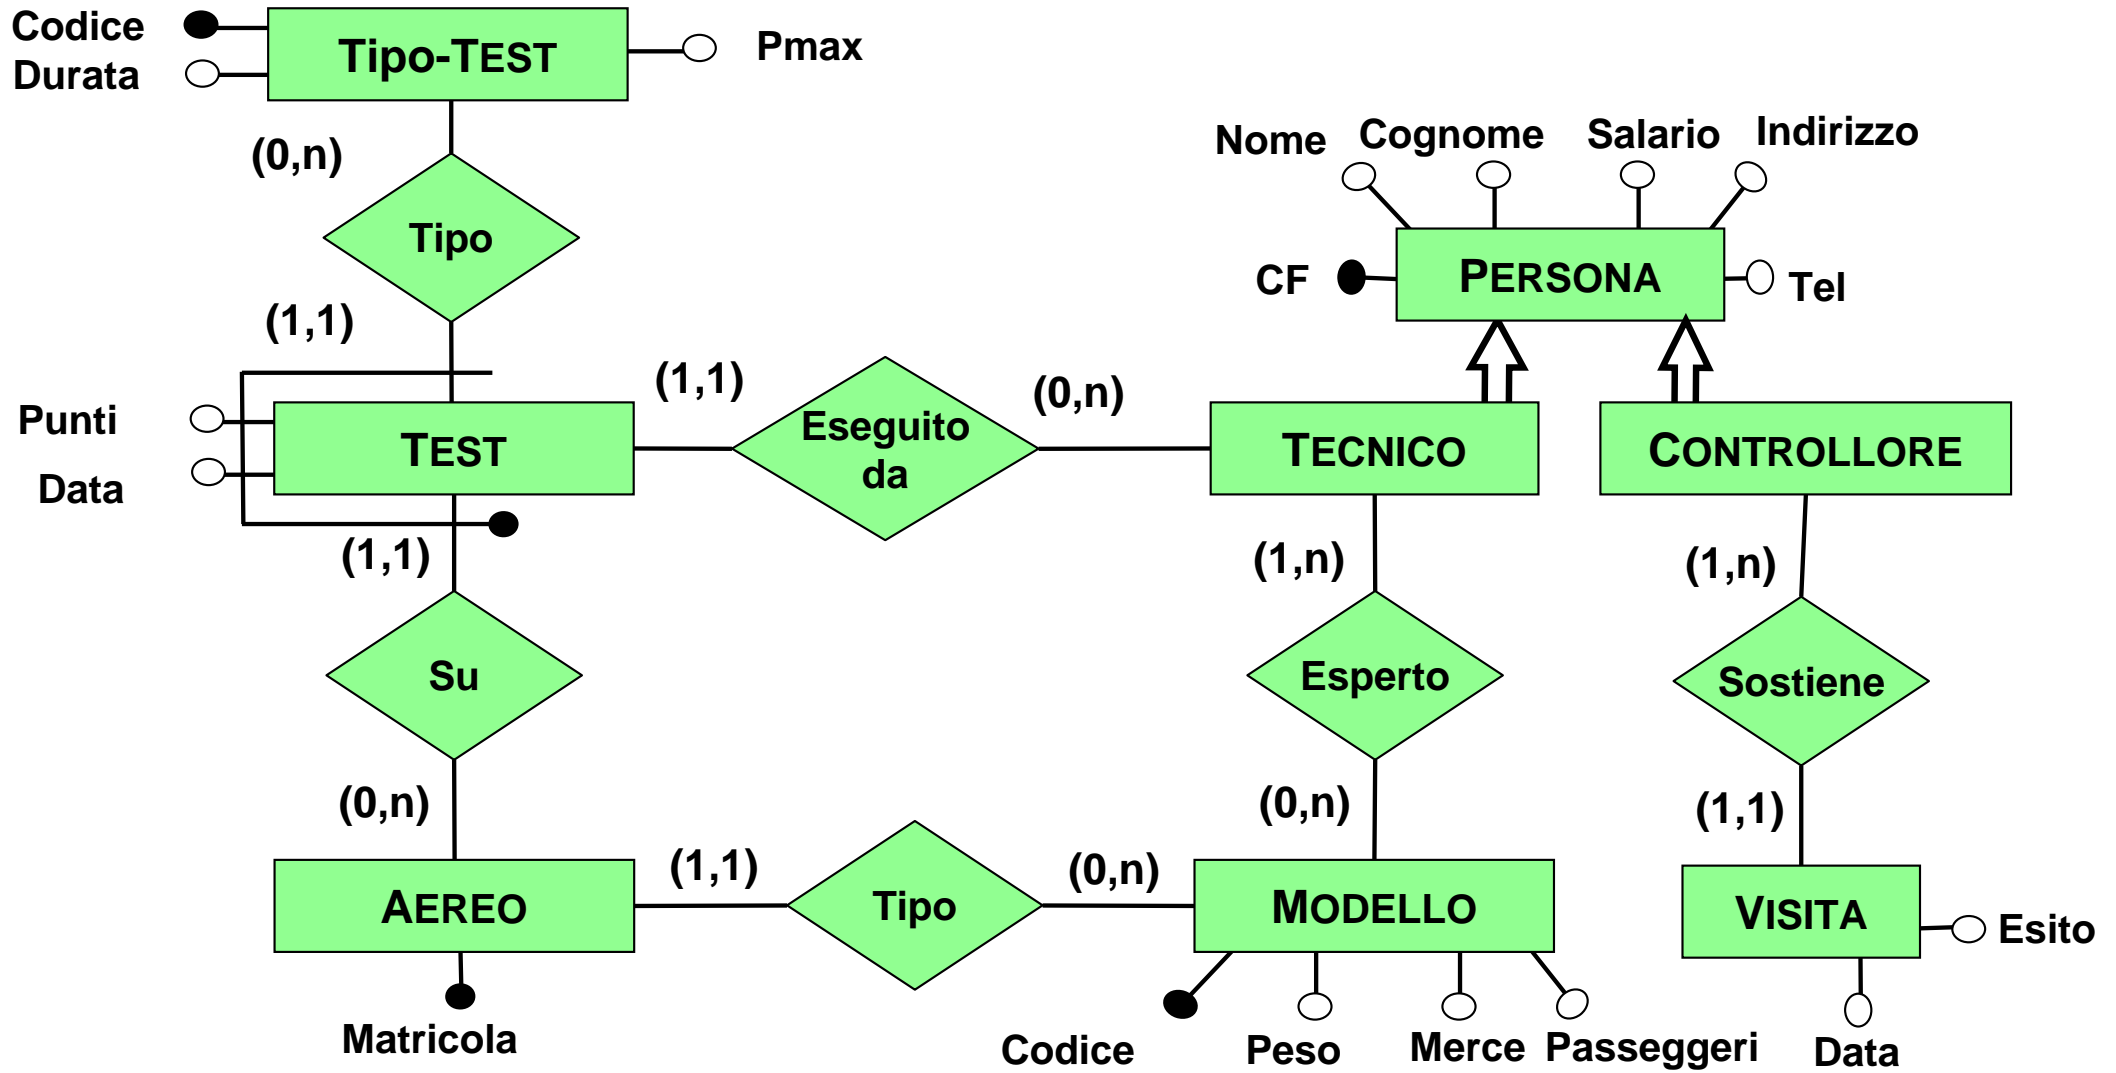 Codice
Durata
Tipo-TEST
Pmax
(0,n)
Tipo
(1,1)
Nome
Cognome
Salario
Indirizzo
CF
PERSONA
Tel
Punti
Data
TEST
(1,1)
Eseguito
da
(0,n)
TECNICO
CONTROLLORE
(1,1)
(1,n)
(1,n)
Su
Esperto
Sostiene
(0,n)
(0,n)
(1,1)
AEREO
(1,1)
Tipo
(0,n)
MODELLO
VISITA
Esito
Matricola
Codice
Peso
Merce
Passeggeri
Data